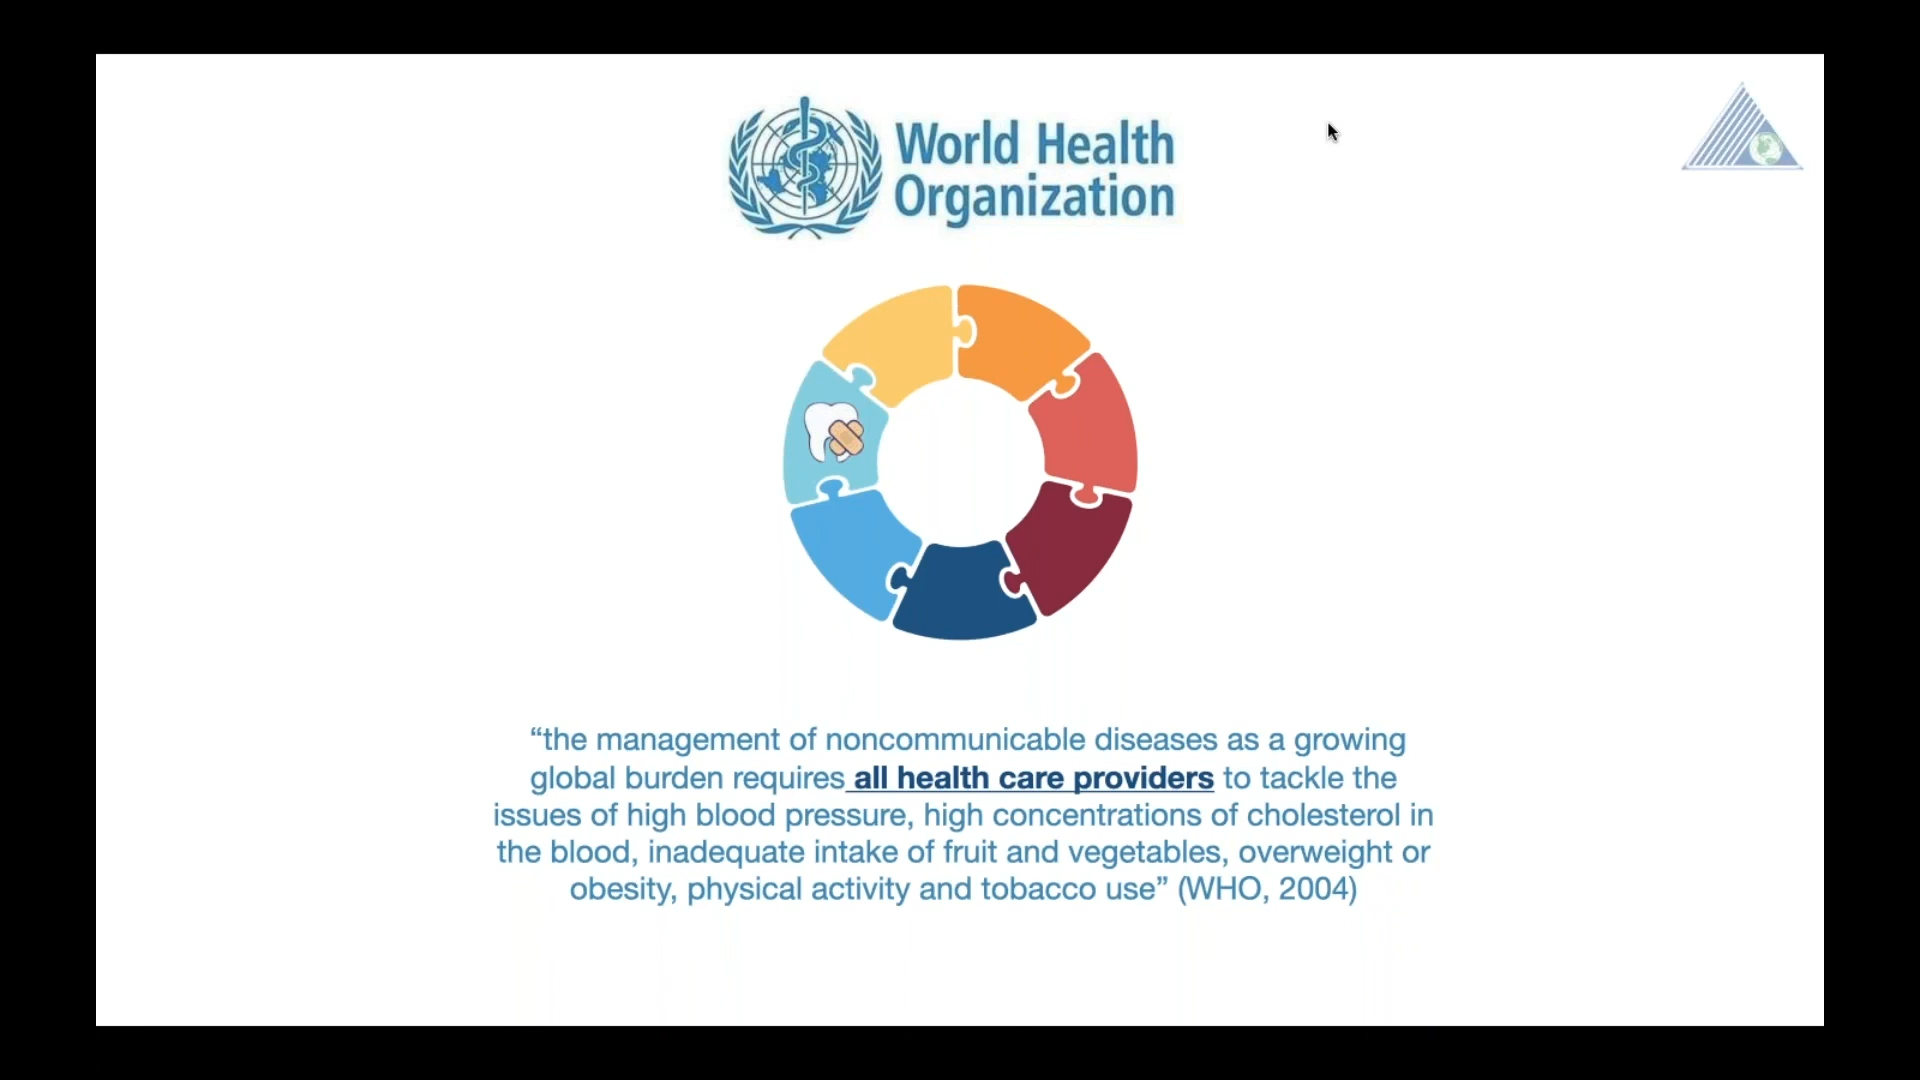 World Health
Organization
“the management of noncommunicable diseases as a growing
global burden requires all health care providers to tackle the
issues of high blood pressure, high concentrations of cholesterol in
the blood, inadequate intake of fruit and vegetables, overweight or
obesity, physical activity and tobacco use” (WHO, 2004)